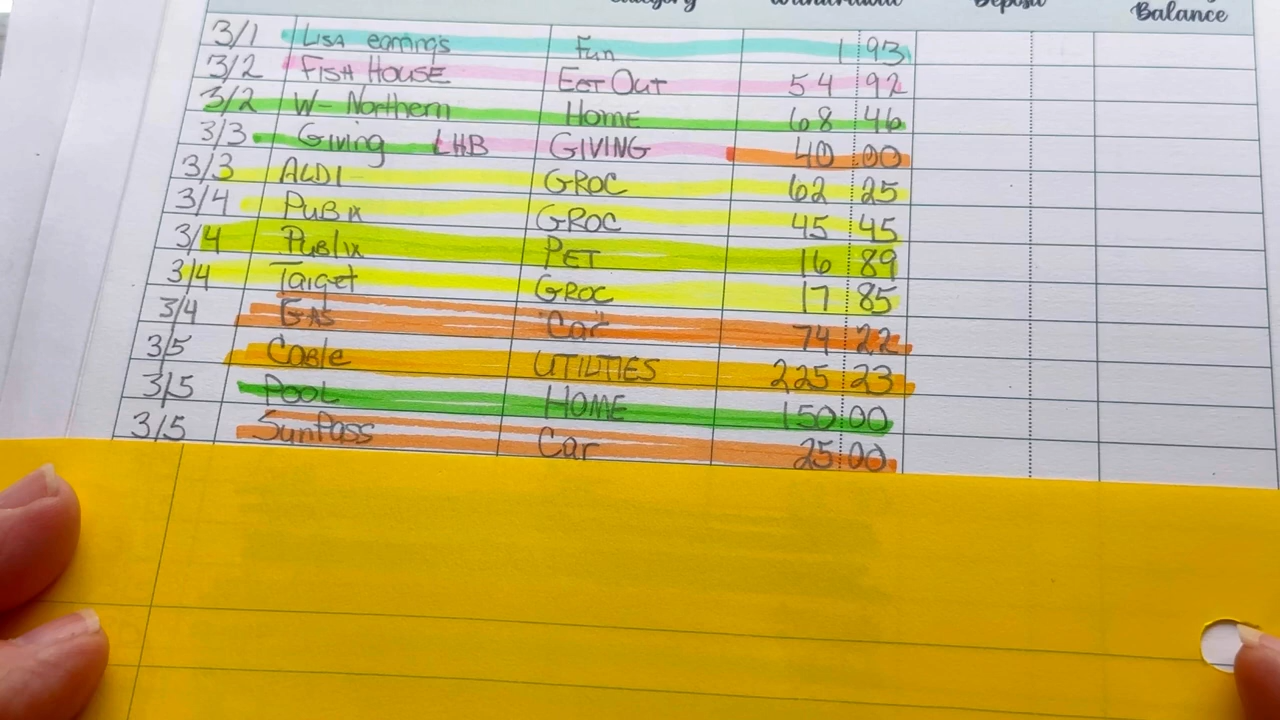 Balance
3/1 Lisa earrings Fun 1 93
3/2 FISH HOUSE EAT Out 54 92
3/2 W- Northern Home 68 46
3/3 Giving LHB GIVING 40 00
3/3 ALDI GROC 62 25
3/4 PuBlix GROC 45 45
3/4 Publix PET 16 89
3/4 Target GROC 17 85
3/4 GAS Car 74 22
3/5 CABlE UTILITIES 225 23
3/5 POOL HOME 150 00
3/5 SunPass Car 25 00